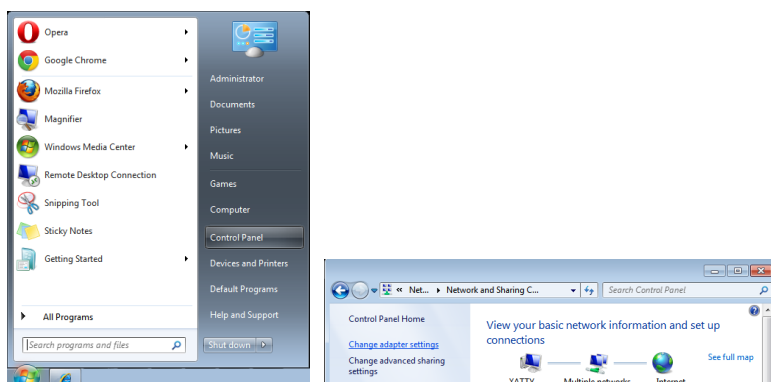 Opera
Google Chrome
Mozilla Firefox
Magnifier
Windows Media Center
Remote Desktop Connection
Snipping Tool
Sticky Notes
Getting Started
All Programs
Search programs and files
Administrator
Documents
Pictures
Music
Games
Computer
Control Panel
Devices and Printers
Default Programs
Help and Support
Shut down
« Net... Network and Sharing C...
Search Control Panel
Control Panel Home
Change adapter settings
Change advanced sharing
settings
View your basic network information and set up
connections
See full map
YATTY Multiple networks Internet